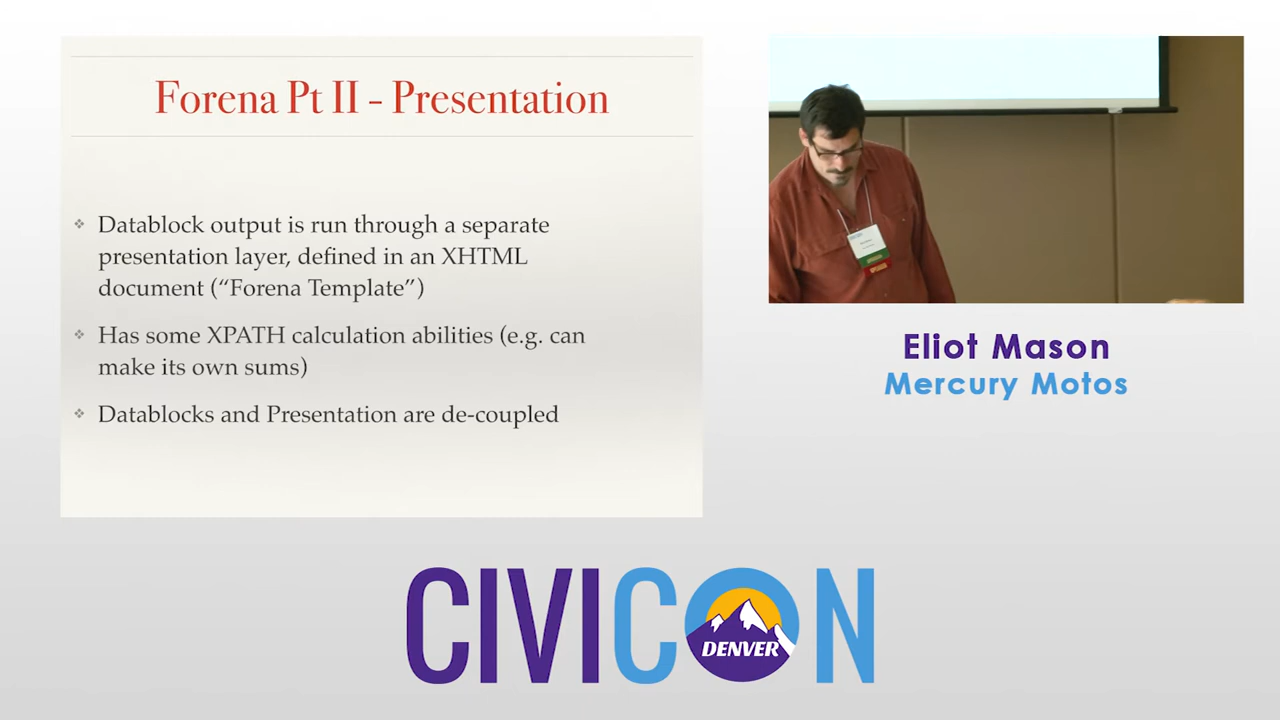 Forena Pt II - Presentation
❖ Datablock output is run through a separate
presentation layer, defined in an XHTML
document (“Forena Template”)
❖ Has some XPATH calculation abilities (e.g. can
make its own sums)
❖ Datablocks and Presentation are de-coupled
Eliot Mason
Mercury Motos
CIVICON
DENVER